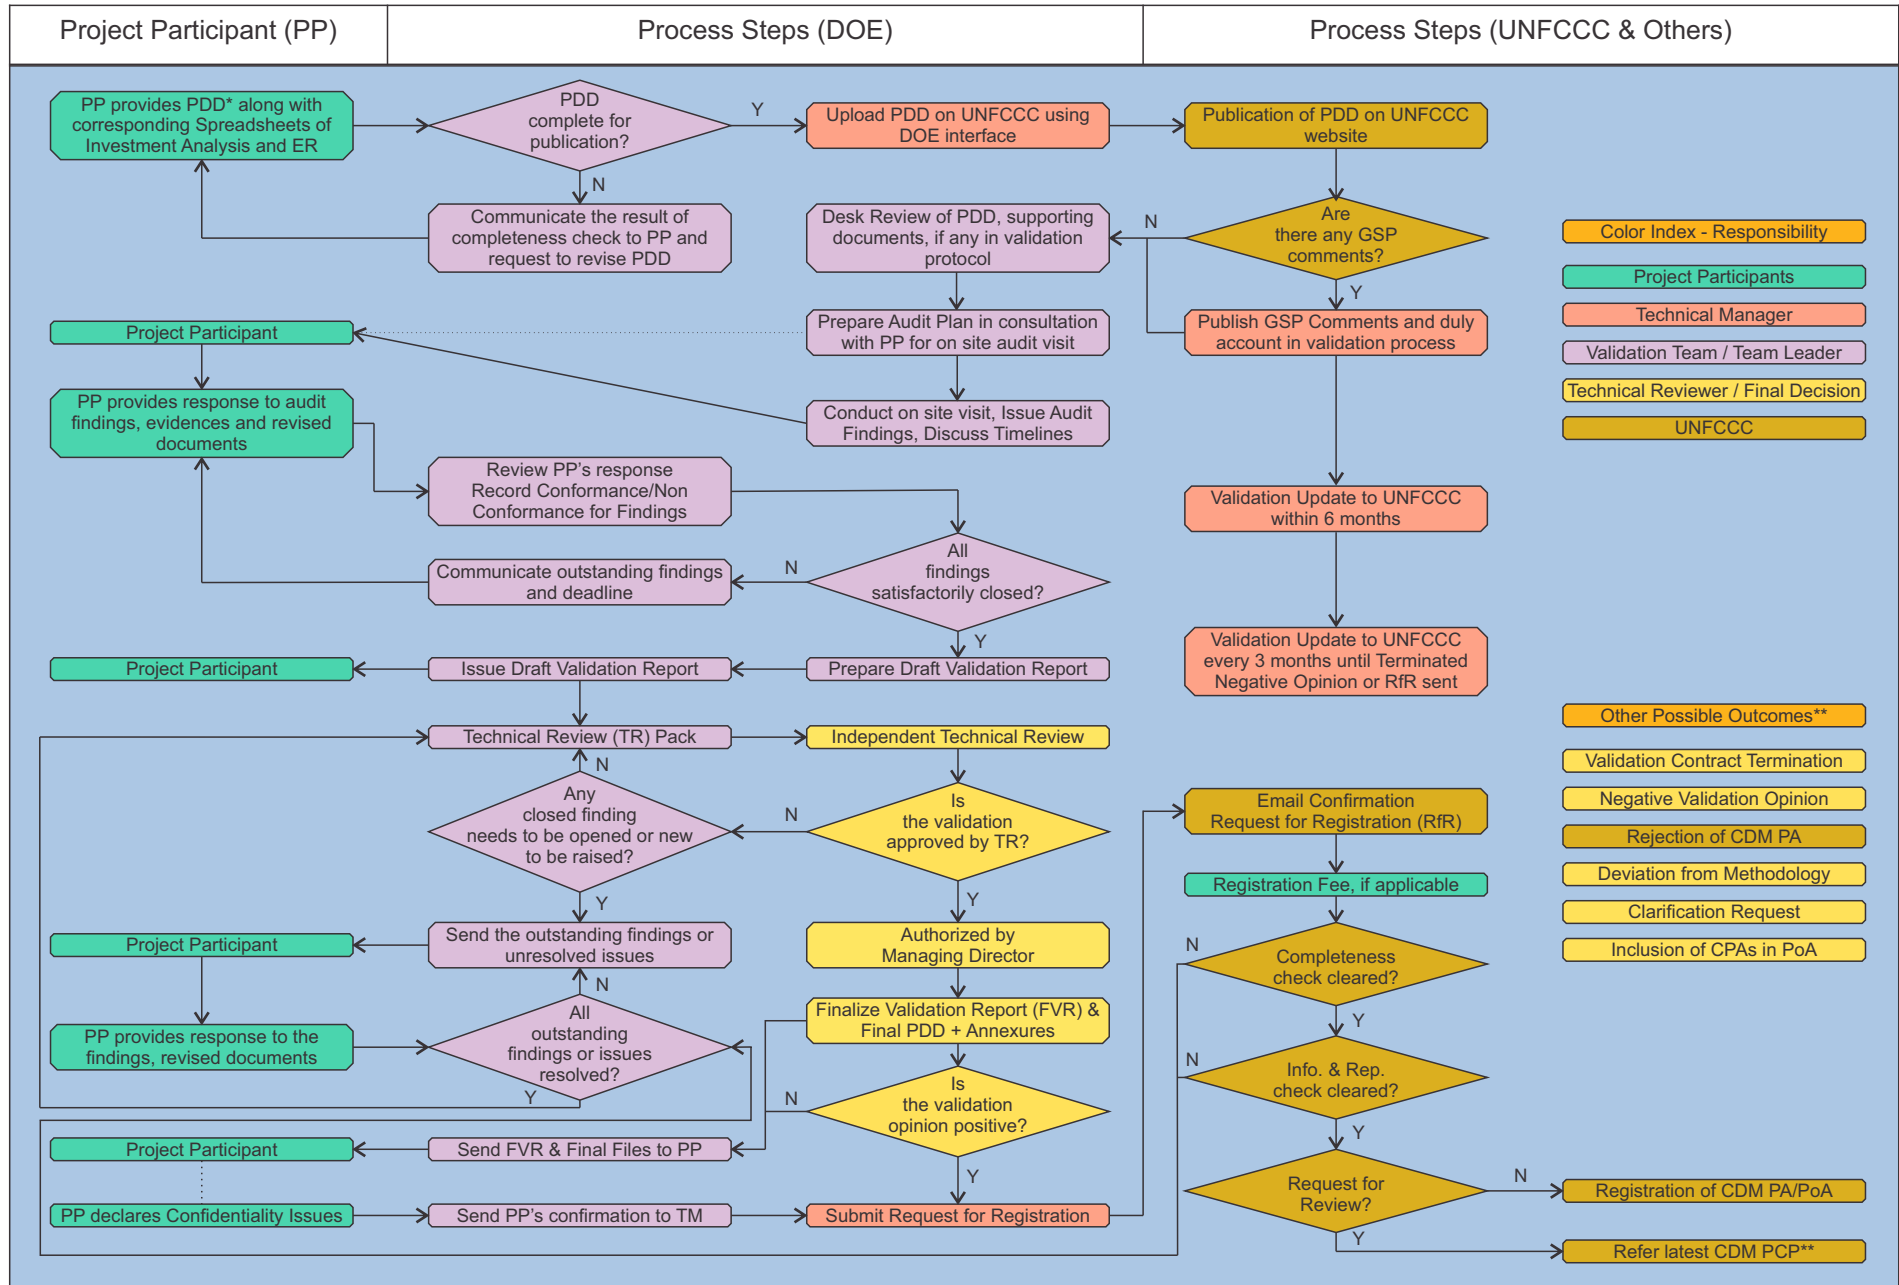 Project Participant (PP)
Process Steps (DOE)
Process Steps (UNFCCC & Others)
PP provides PDD* along with
corresponding Spreadsheets of
Investment Analysis and ER
PDD
complete for
publication?
Y
Upload PDD on UNFCCC using
DOE interface
Publication of PDD on UNFCCC
website
N
Communicate the result of
completeness check to PP and
request to revise PDD
Desk Review of PDD, supporting
documents, if any in validation
protocol
N
Are
there any GSP
comments?
Y
Color Index - Responsibility
Project Participants
Technical Manager
Validation Team / Team Leader
Technical Reviewer / Final Decision
UNFCCC
Project Participant
Prepare Audit Plan in consultation
with PP for on site audit visit
Publish GSP Comments and duly
account in validation process
PP provides response to audit
findings, evidences and revised
documents
Conduct on site visit, Issue Audit
Findings, Discuss Timelines
Review PP's response
Record Conformance/Non
Conformance for Findings
Validation Update to UNFCCC
within 6 months
Communicate outstanding findings
and deadline
N
All
findings
satisfactorily closed?
Y
Validation Update to UNFCCC
every 3 months until Terminated
Negative Opinion or RfR sent
Project Participant
Issue Draft Validation Report
Prepare Draft Validation Report
Technical Review (TR) Pack
Independent Technical Review
N
Any
closed finding
needs to be opened or new
to be raised?
Y
N
Is
the validation
approved by TR?
Y
Email Confirmation
Request for Registration (RfR)
Registration Fee, if applicable
Other Possible Outcomes**
Validation Contract Termination
Negative Validation Opinion
Rejection of CDM PA
Deviation from Methodology
Clarification Request
Inclusion of CPAs in PoA
Project Participant
Send the outstanding findings or
unresolved issues
Authorized by
Managing Director
N
Completeness
check cleared?
Y
N
All
outstanding
findings or issues
resolved?
Y
PP provides response to the
findings, revised documents
Finalize Validation Report (FVR) &
Final PDD + Annexures
N
Info. & Rep.
check cleared?
Y
N
Is
the validation
opinion positive?
Y
Project Participant
Send FVR & Final Files to PP
Request for
Review?
N
Registration of CDM PA/PoA
PP declares Confidentiality Issues
Send PP's confirmation to TM
Submit Request for Registration
Y
Refer latest CDM PCP**